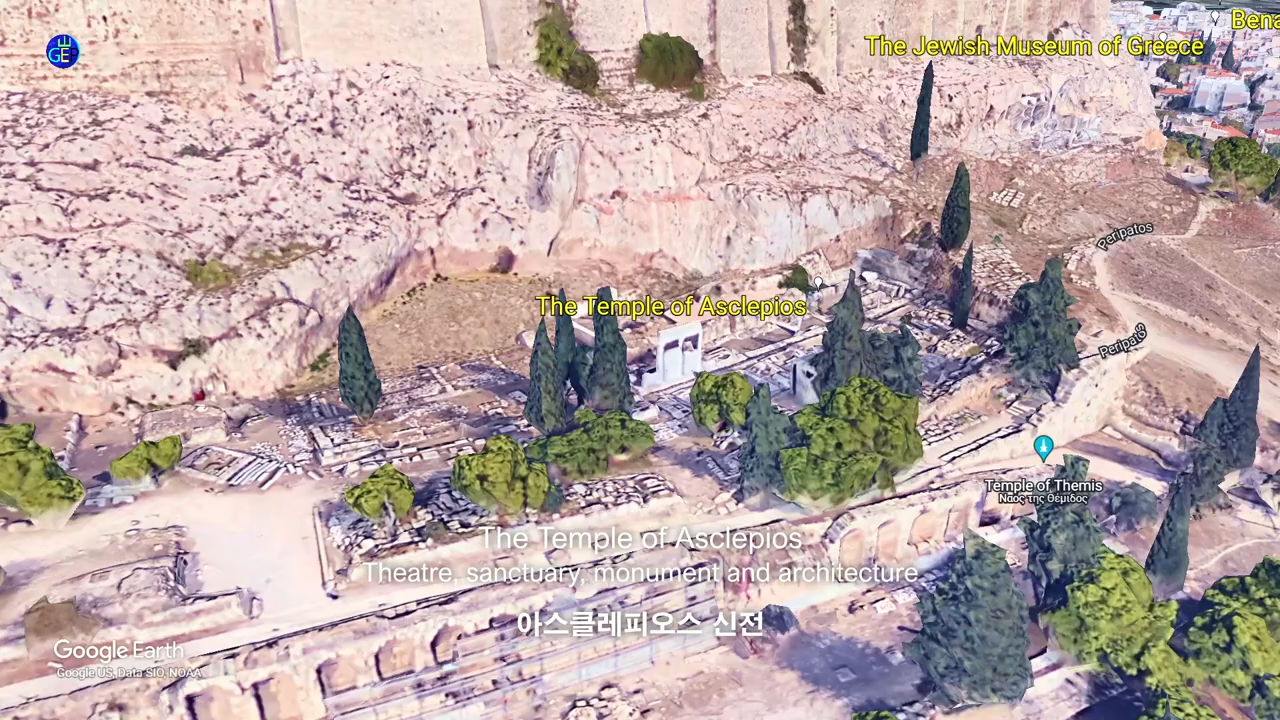 GEP
Bena
The Jewish Museum of Greece
Peripatos
The Temple of Asclepios
Peripatos
Temple of Themis
Ναός της Θέμιδος
The Temple of Asclepios
Theatre, sanctuary, monument and architecture
아스클레피오스 신전
Google Earth
Google US, Data SIO, NOAA